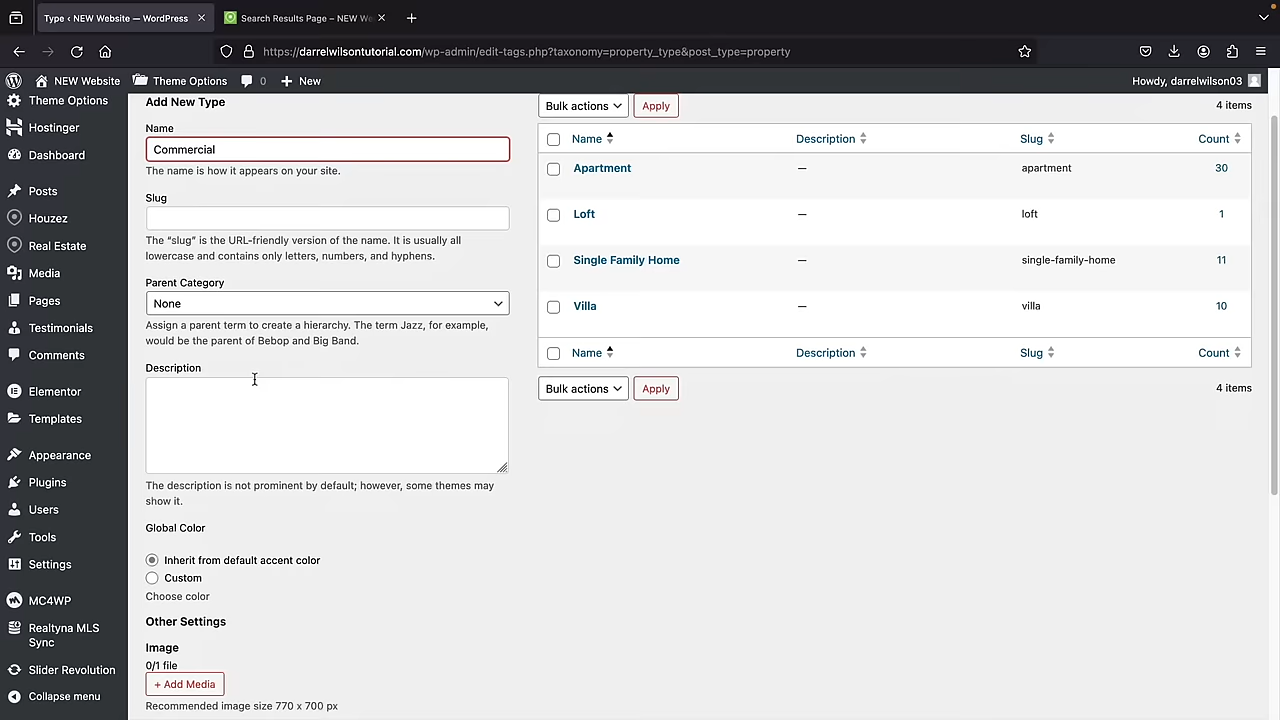 Type ‹ NEW Website — WordPress
Search Results Page – NEW We
https://darrelwilsontutorial.com/wp-admin/edit-tags.php?taxonomy=property_type&post_type=property
NEW Website
Theme Options
0
New
Howdy, darrelwilson03
Theme Options
Hostinger
Dashboard
Posts
Houzez
Real Estate
Media
Pages
Testimonials
Comments
Elementor
Templates
Appearance
Plugins
Users
Tools
Settings
MC4WP
Realtyna MLS
Sync
Slider Revolution
Collapse menu
Add New Type
Name
Commercial
The name is how it appears on your site.
Slug
The “slug” is the URL-friendly version of the name. It is usually all
lowercase and contains only letters, numbers, and hyphens.
Parent Category
None
Assign a parent term to create a hierarchy. The term Jazz, for example,
would be the parent of Bebop and Big Band.
Description
The description is not prominent by default; however, some themes may
show it.
Global Color
Inherit from default accent color
Custom
Choose color
Other Settings
Image
0/1 file
+ Add Media
Recommended image size 770 x 700 px
Bulk actions Apply 4 items
Name Description Slug Count
Apartment — apartment 30
Loft — loft 1
Single Family Home — single-family-home 11
Villa — villa 10
Name Description Slug Count
Bulk actions Apply 4 items